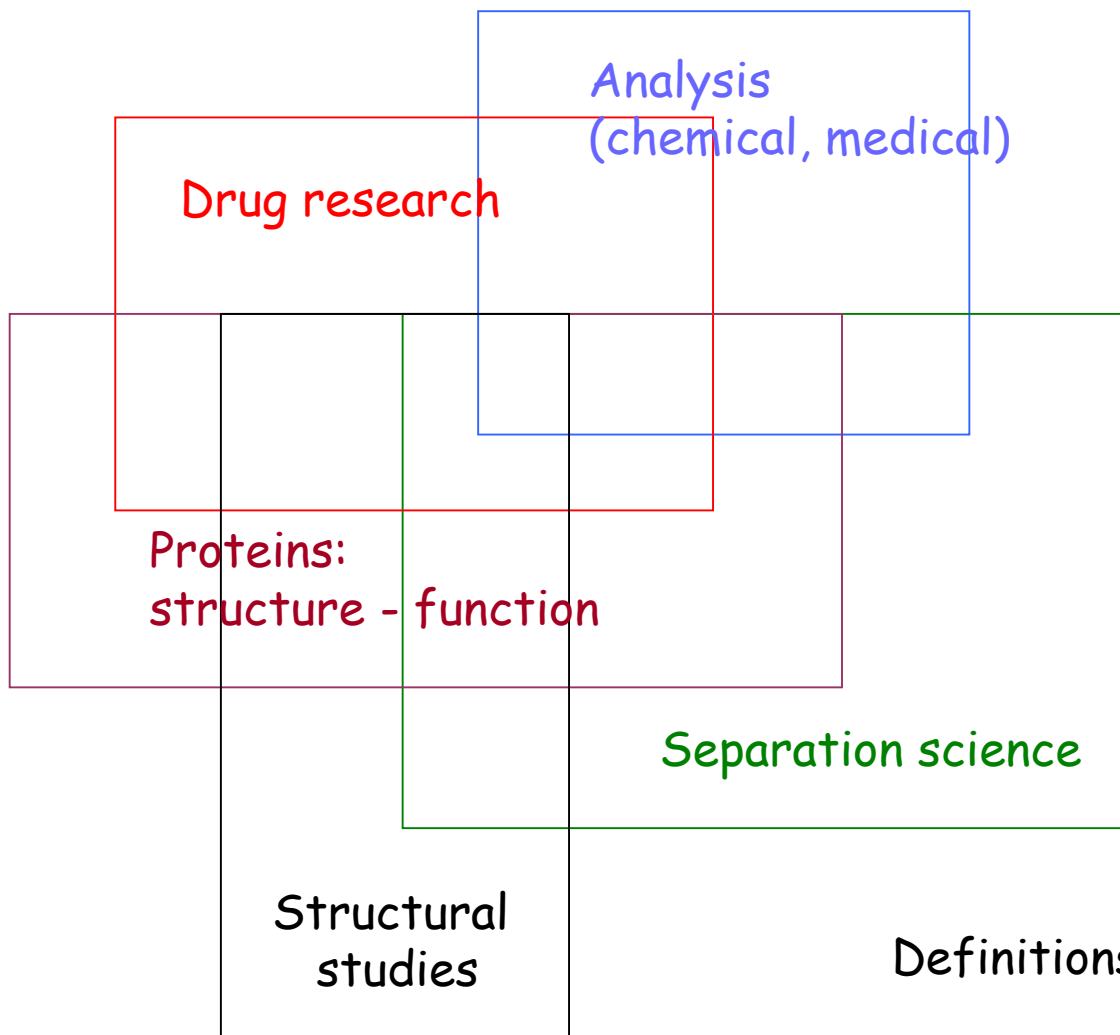 Analysis
(chemical, medical)
Drug research
Proteins:
structure - function
Separation science
Structural
studies
Definitions